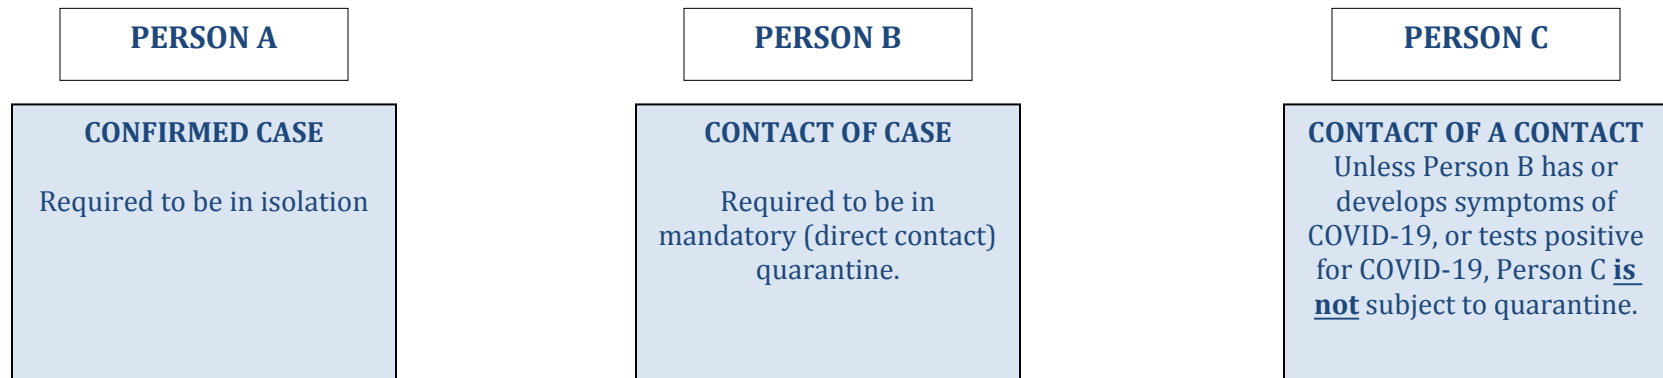 PERSON A
PERSON B
PERSON C
CONFIRMED CASE
Required to be in isolation
CONTACT OF CASE
Required to be in
mandatory (direct contact)
quarantine.
CONTACT OF A CONTACT
Unless Person B has or
develops symptoms of
COVID-19, or tests positive
for COVID-19, Person C is
not subject to quarantine.